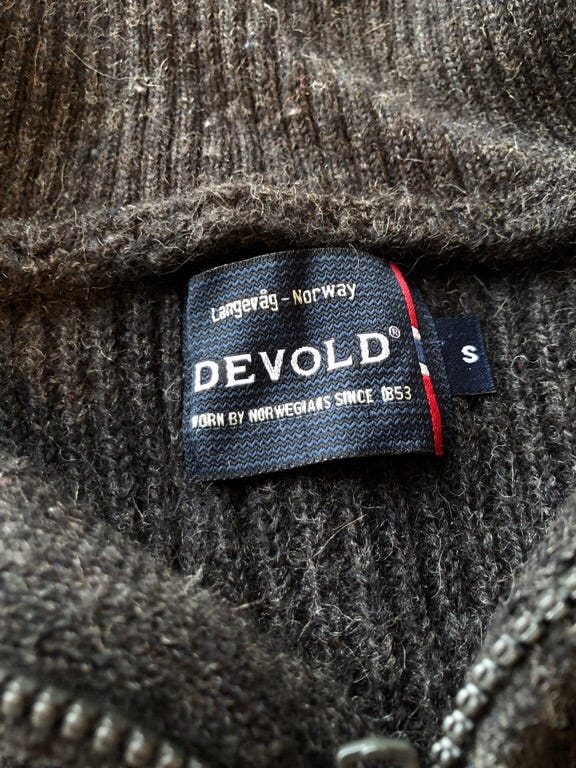 Langevåg - Norway
DEVOLD®
WORN BY NORWEGIANS SINCE 1853
S